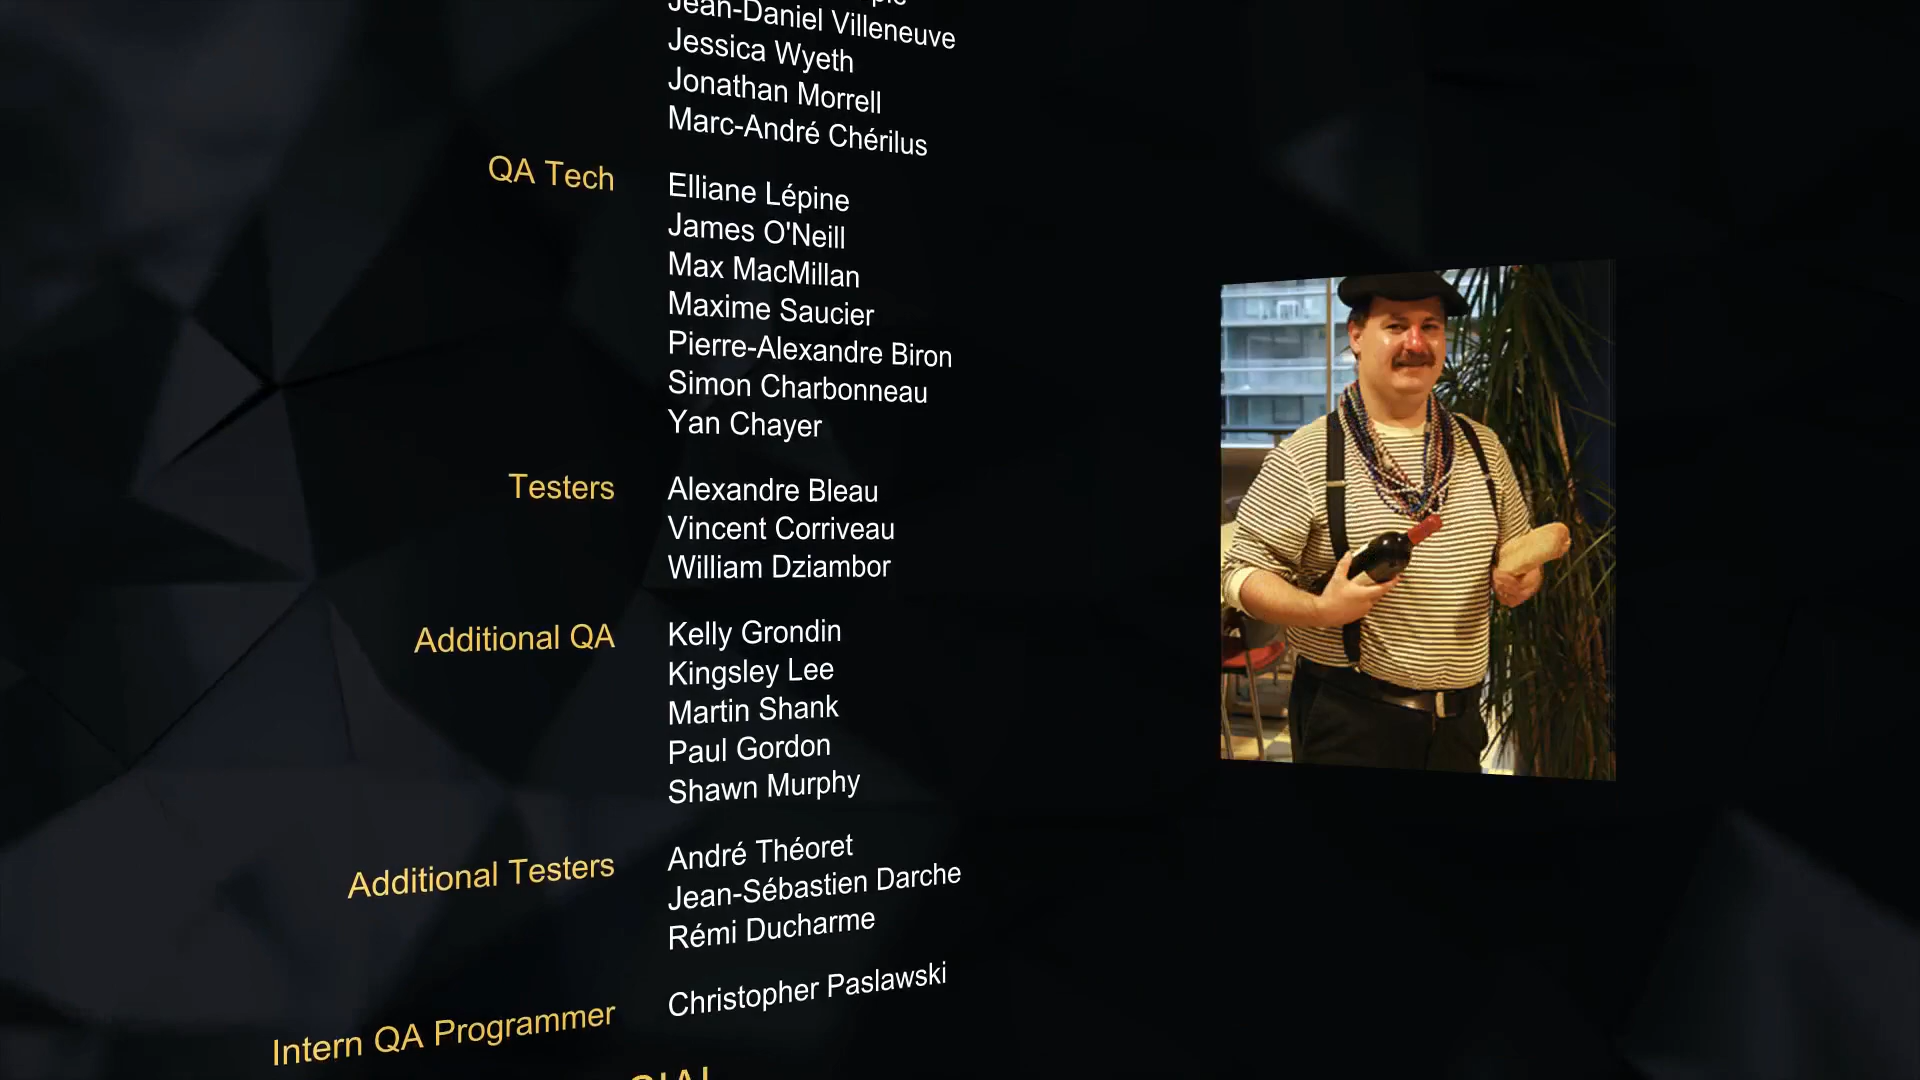 Jean-Daniel Villeneuve
Jessica Wyeth
Jonathan Morrell
Marc-André Chérilus
QA Tech
Elliane Lépine
James O'Neill
Max MacMillan
Maxime Saucier
Pierre-Alexandre Biron
Simon Charbonneau
Yan Chayer
Testers
Alexandre Bleau
Vincent Corriveau
William Dziambor
Additional QA
Kelly Grondin
Kingsley Lee
Martin Shank
Paul Gordon
Shawn Murphy
Additional Testers
André Théoret
Jean-Sébastien Darche
Rémi Ducharme
Intern QA Programmer
Christopher Paslawski